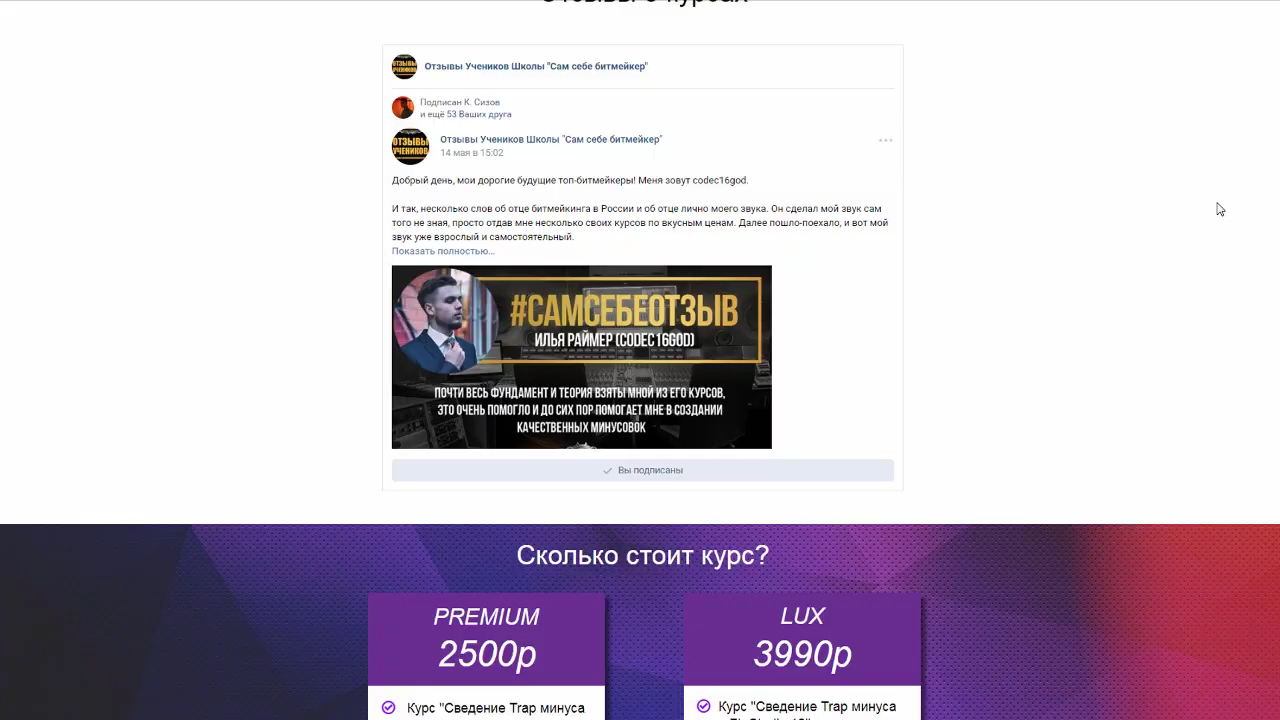 Отзывы о курсах
Отзывы Учеников Школы "Сам себе битмейкер"
Подписан К. Сизов
и ещё 53 Ваших друга
Отзывы Учеников Школы "Сам себе битмейкер"
14 мая в 15:02
Добрый день, мои дорогие будущие топ-битмейкеры! Меня зовут codec16god.
И так, несколько слов об отце битмейкинга в России и об отце лично моего звука. Он сделал мой звук сам
того не зная, просто отдав мне несколько своих курсов по вкусным ценам. Далее пошло-поехало, и вот мой
звук уже взрослый и самостоятельный.
Показать полностью...
ОТЗЫВЫ
УЧЕНИКОВ
#САМСЕБЕОТЗЫВ
ИЛЬЯ РАЙМЕР (CODEC16GOD)
ПОЧТИ ВЕСЬ ФУНДАМЕНТ И ТЕОРИЯ ВЗЯТЫ МНОЙ ИЗ ЕГО КУРСОВ,
ЭТО ОЧЕНЬ ПОМОГЛО И ДО СИХ ПОР ПОМОГАЕТ МНЕ В СОЗДАНИИ
КАЧЕСТВЕННЫХ МИНУСОВОК
Вы подписаны
Сколько стоит курс?
PREMIUM
2500р
Курс "Сведение Trap минуса
LUX
3990р
Курс "Сведение Trap минуса